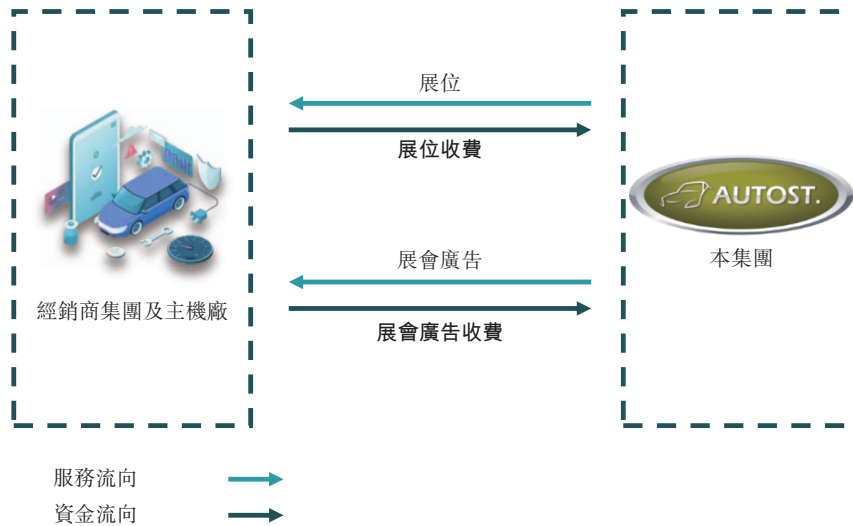 展位
展位收費
AUTOST.
本集團
展會廣告
經銷商集團及主機廠
展會廣告收費
服務流向
資金流向